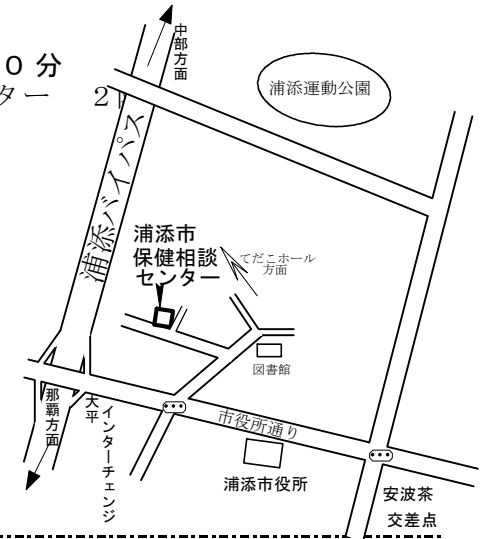 中部方面
０分
ター　2
浦添運動公園
浦添バイパス
浦添市
保健相談
センター
てだこホール
方面
図書館
那覇方面
大平
インターチェンジ
市役所通り
浦添市役所
安波茶
交差点